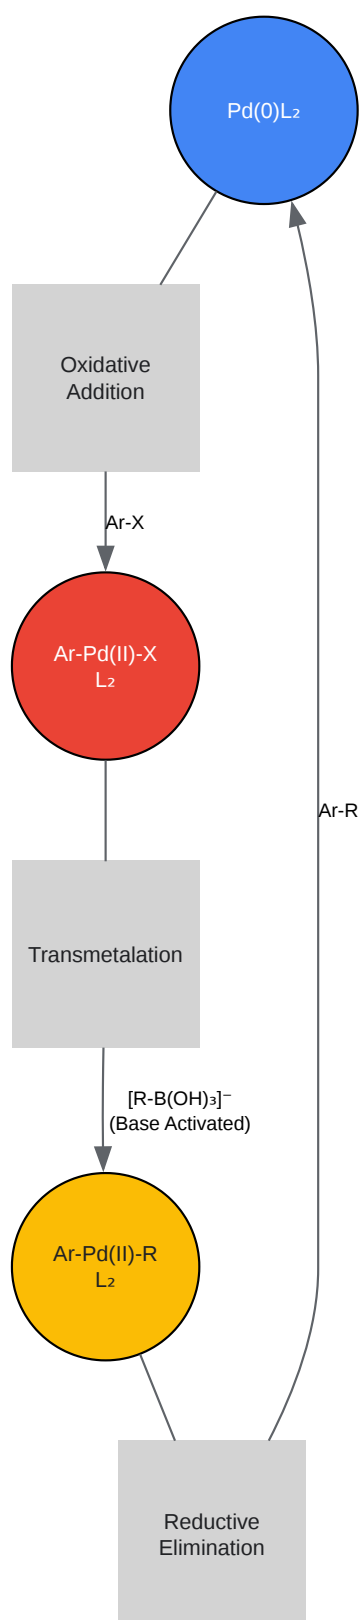 Pd(0)L₂
Oxidative
Addition
Ar-X
Ar-Pd(II)-X
L₂
Ar-R
Transmetalation
[R-B(OH)₃]⁻
(Base Activated)
Ar-Pd(II)-R
L₂
Reductive
Elimination